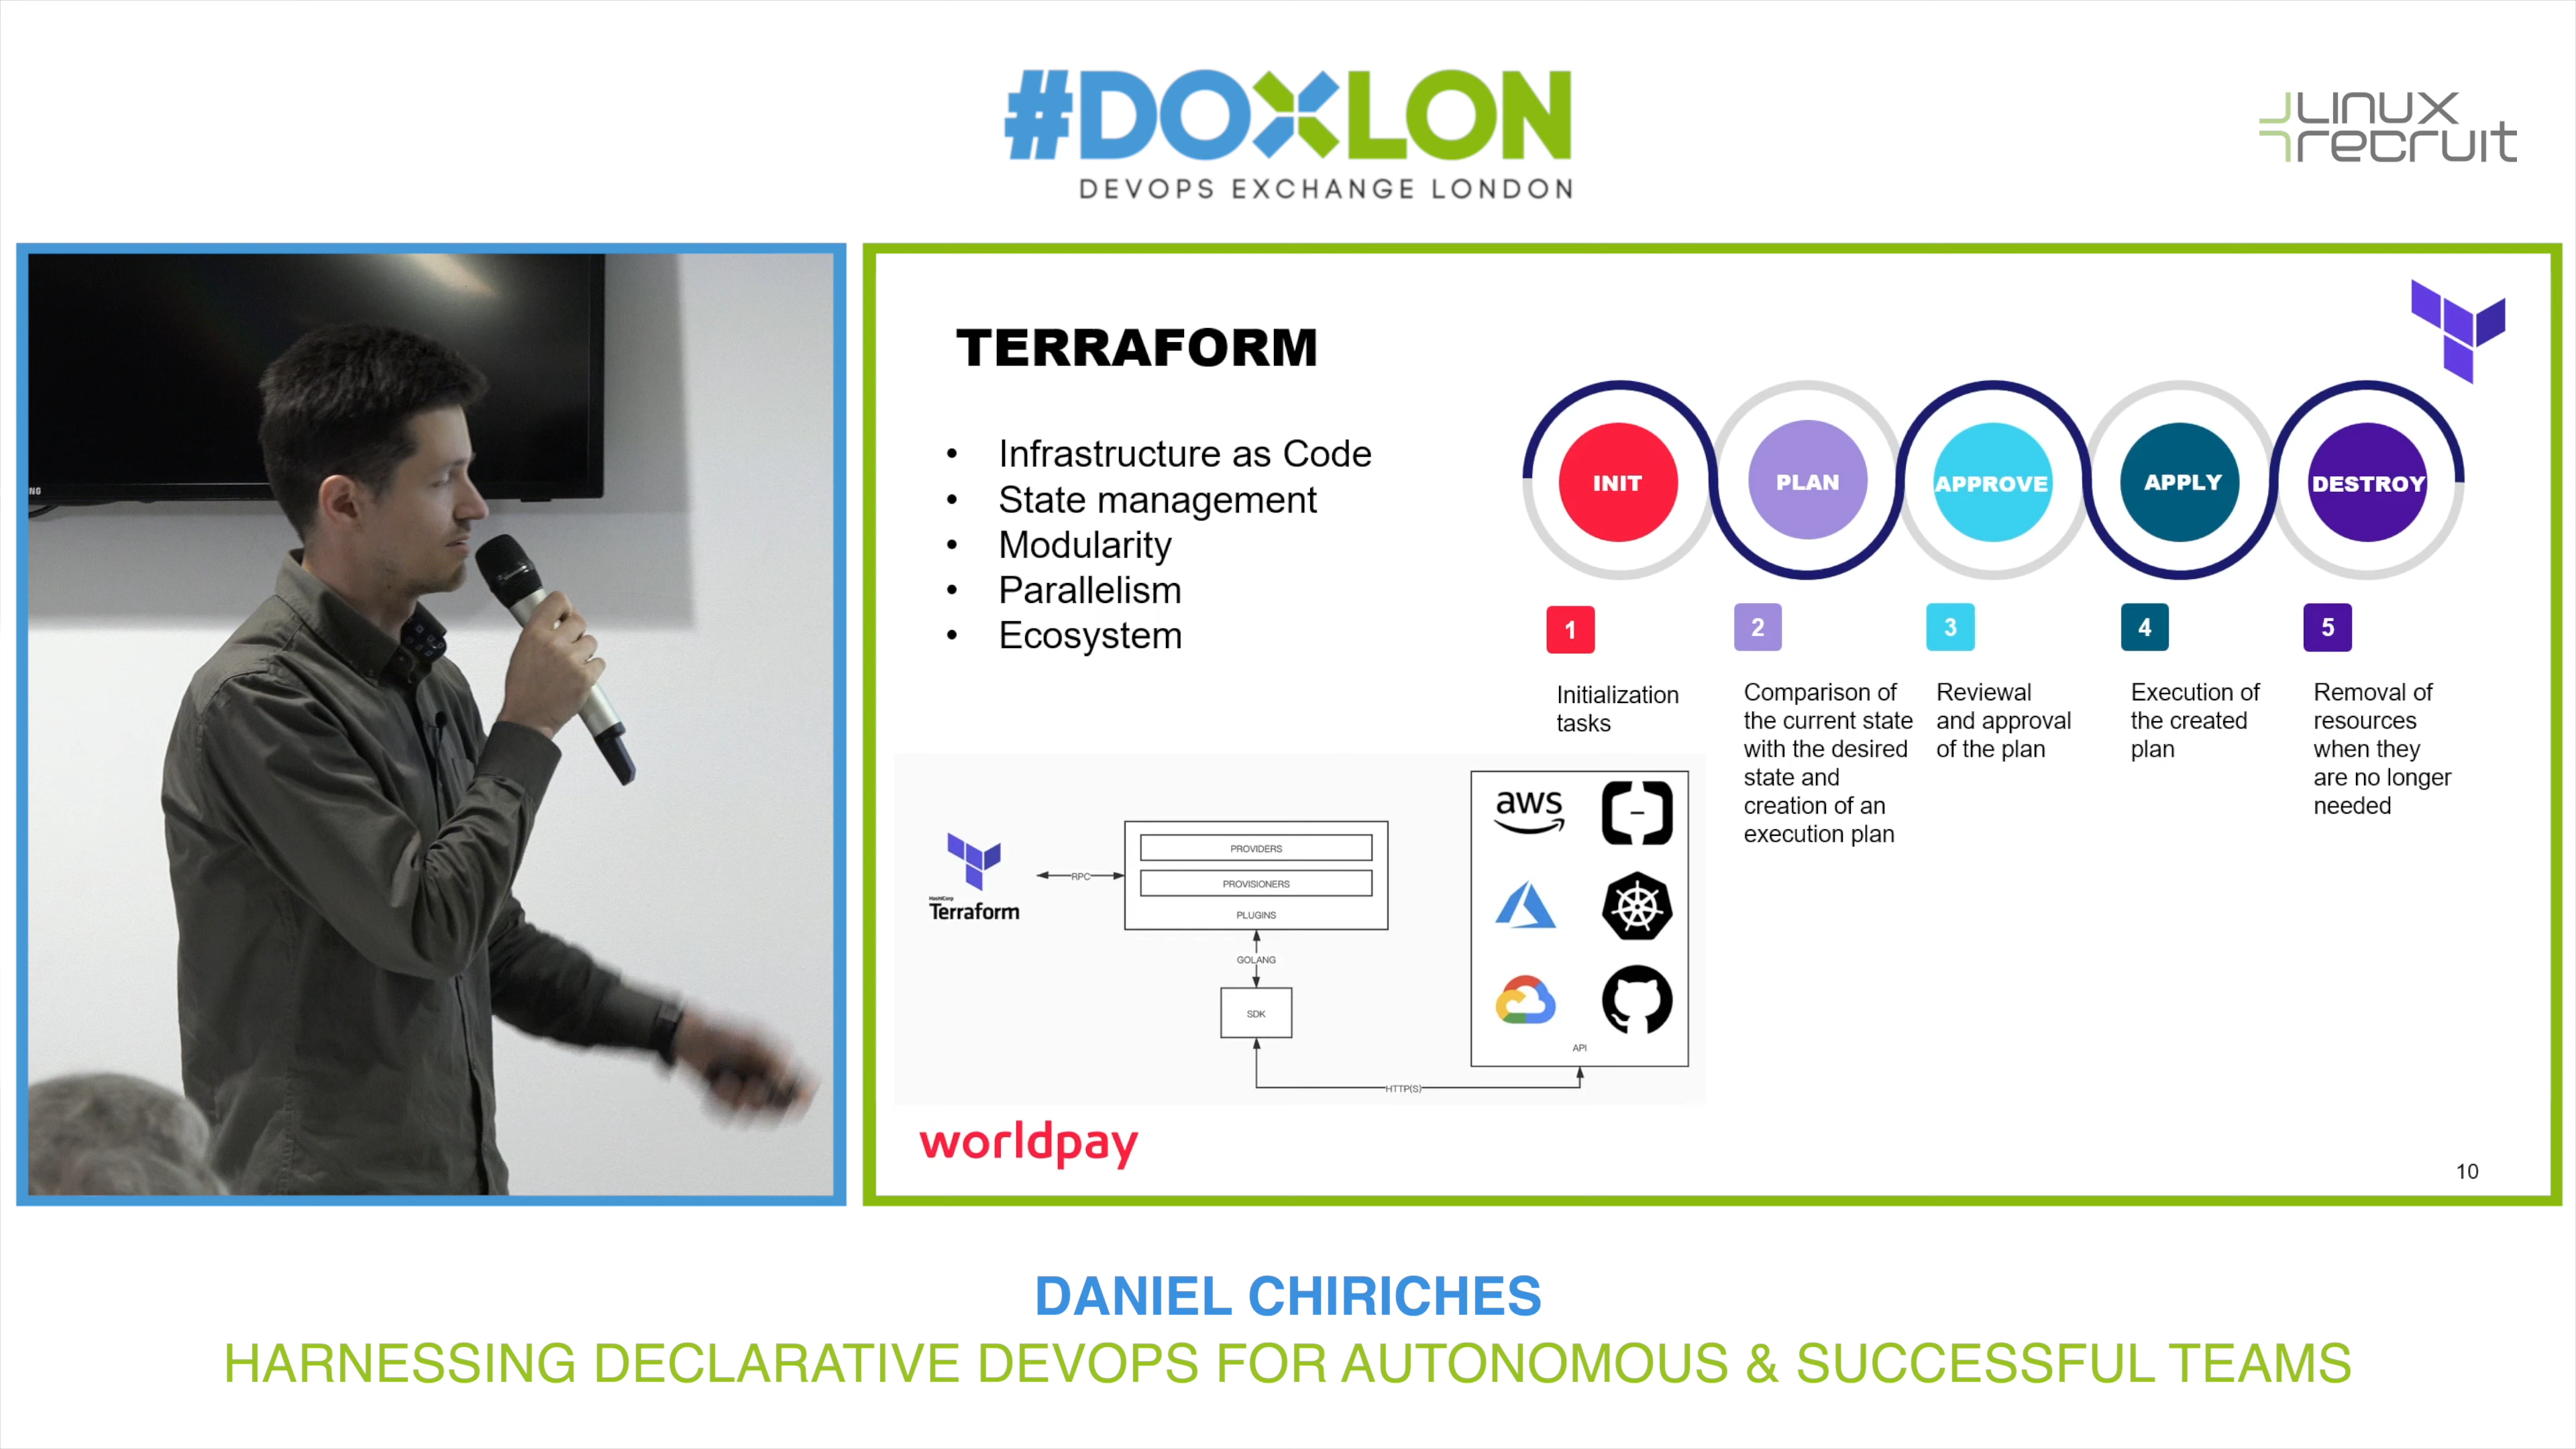 #DOXLON
DEVOPS EXCHANGE LONDON
Linux
recruit
NG
TERRAFORM
• Infrastructure as Code
• State management
• Modularity
• Parallelism
• Ecosystem
INIT
PLAN
APPROVE
APPLY
DESTROY
1
Initialization
tasks
2
Comparison of
the current state
with the desired
state and
creation of an
execution plan
3
Reviewal
and approval
of the plan
4
Execution of
the created
plan
5
Removal of
resources
when they
are no longer
needed
HashiCorp
Terraform
RPC
PROVIDERS
PROVISIONERS
PLUGINS
GOLANG
SDK
HTTP(S)
aws
API
worldpay
10
DANIEL CHIRICHES
HARNESSING DECLARATIVE DEVOPS FOR AUTONOMOUS & SUCCESSFUL TEAMS